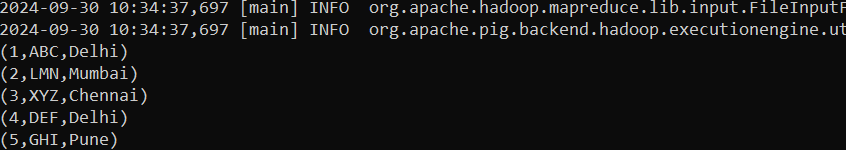 2024-09-30 10:34:37,697 [main] INFO  org.apache.hadoop.mapreduce.lib.input.FileInputF
2024-09-30 10:34:37,697 [main] INFO  org.apache.pig.backend.hadoop.executionengine.ut
(1,ABC,Delhi)
(2,LMN,Mumbai)
(3,XYZ,Chennai)
(4,DEF,Delhi)
(5,GHI,Pune)